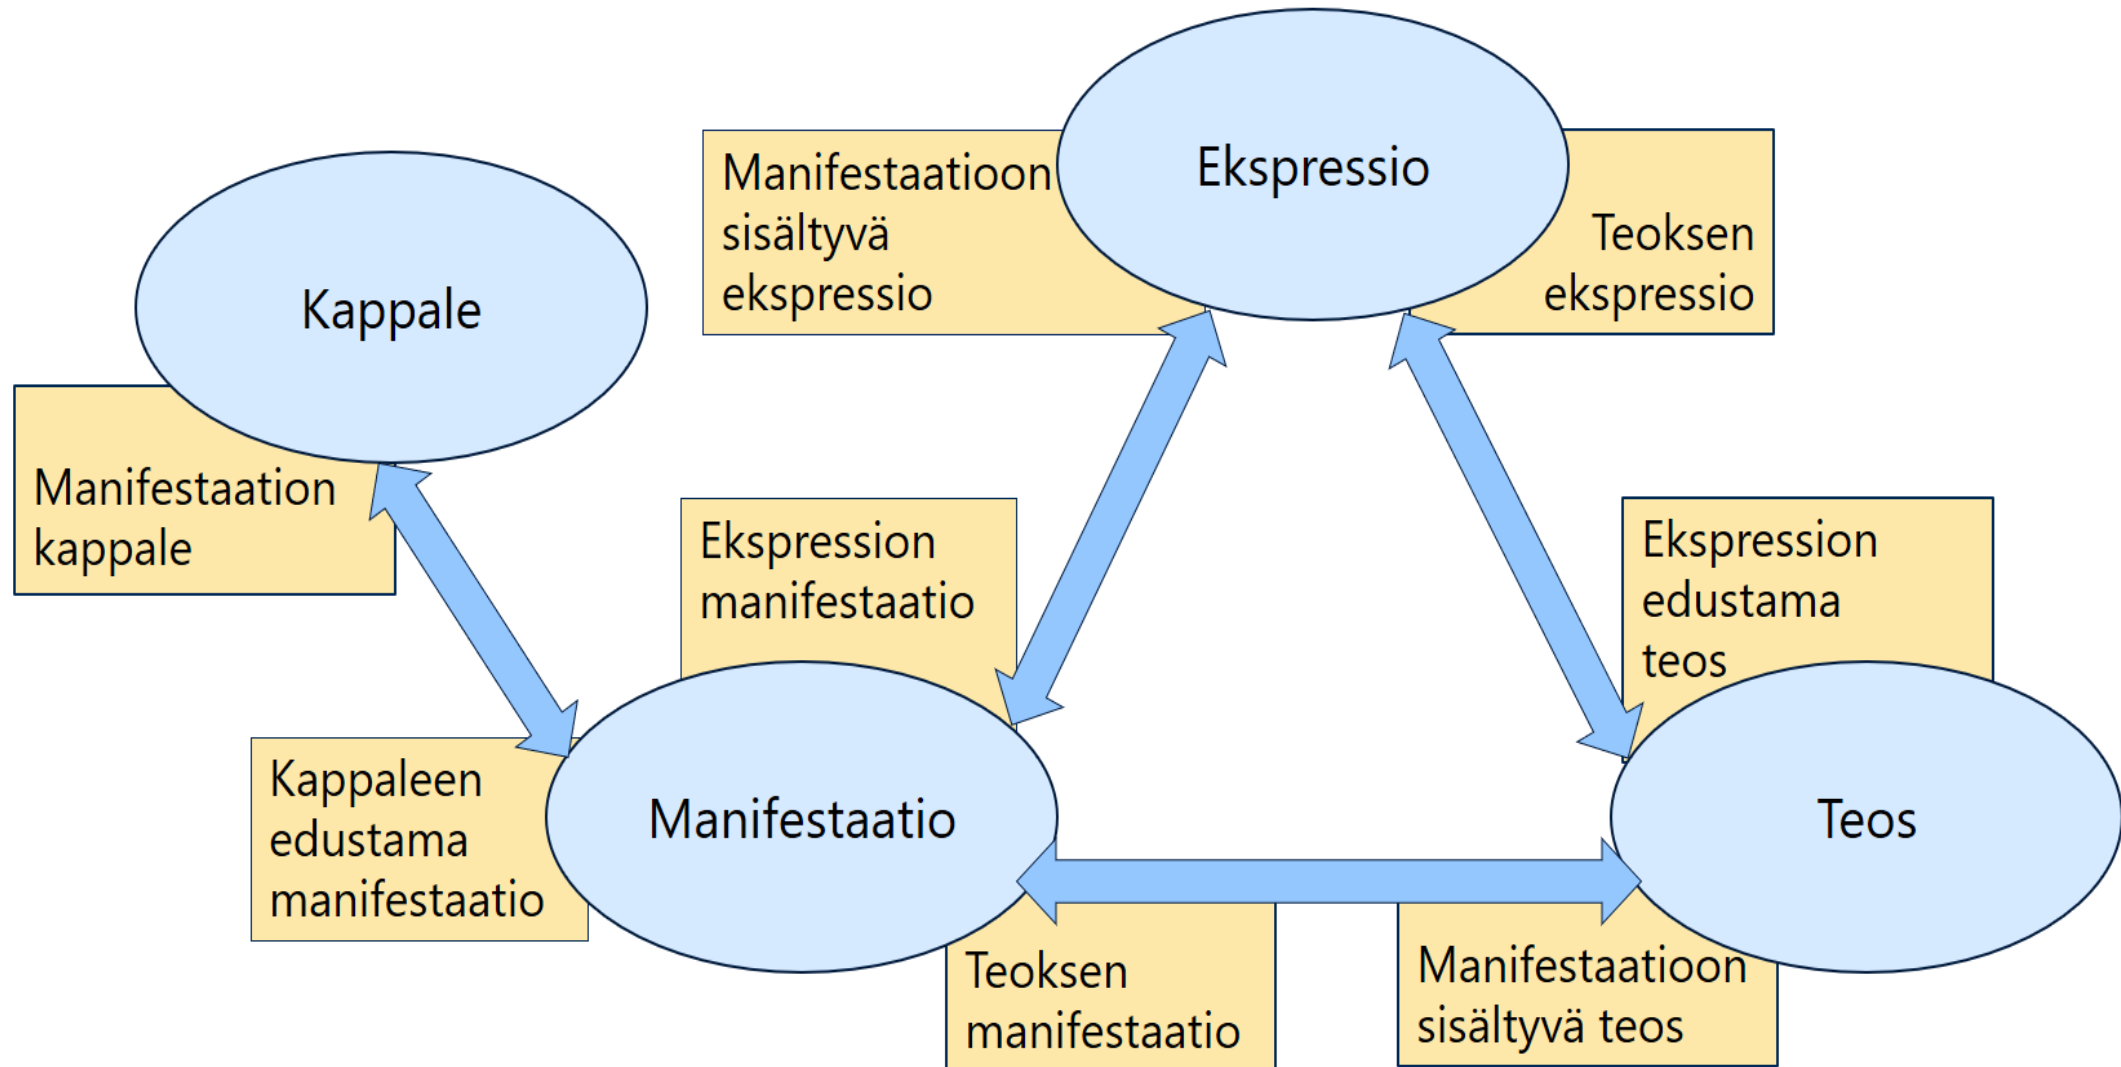 Ekspressio
Manifestaatioon
sisältyvä
ekspressio
Teoksen
ekspressio
Kappale
Manifestaation
kappale
Ekspression
manifestaatio
Ekspression
edustama
teos
Kappaleen
edustama
manifestaatio
Manifestaatio
Teos
Teoksen
manifestaatio
Manifestaatioon
sisältyvä teos